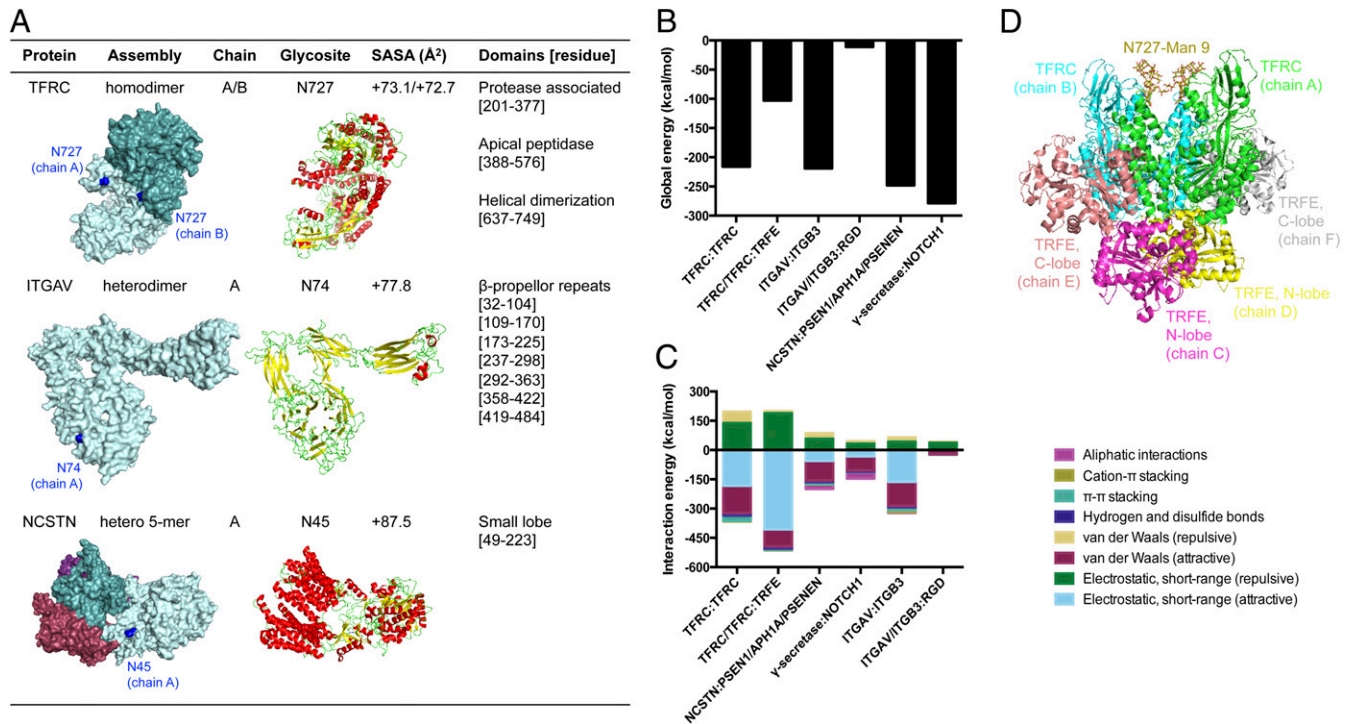 A
Protein Assembly Chain Glycosite SASA (Å²) Domains [residue]
TFRC homodimer A/B N727 +73.1/+72.7 Protease associated
[201-377]
Apical peptidase
[388-576]
Helical dimerization
[637-749]
N727
(chain A)
N727
(chain B)
ITGAV heterodimer A N74 +77.8 β-propellor repeats
[32-104]
[109-170]
[173-225]
[237-298]
[292-363]
[358-422]
[419-484]
N74
(chain A)
NCSTN hetero 5-mer A N45 +87.5 Small lobe
[49-223]
N45
(chain A)
B
Global energy (kcal/mol)
0
-50
-100
-150
-200
-250
-300
TFRC:TFRC
TFRC/TFRC:TRFE
ITGAV:ITGB3
ITGAV/ITGB3:RGD
NCSTN:PSEN1/APH1A/PSENEN
γ-secretase:NOTCH1
C
Interaction energy (kcal/mol)
300
150
0
-150
-300
-450
-600
TFRC:TFRC
TFRC/TFRC:TRFE
NCSTN:PSEN1/APH1A/PSENEN
γ-secretase:NOTCH1
ITGAV:ITGB3
ITGAV/ITGB3:RGD
D
N727-Man 9
TFRC
(chain B)
TFRC
(chain A)
TRFE,
C-lobe
(chain E)
TRFE,
C-lobe
(chain F)
TRFE, N-lobe
(chain D)
TRFE,
N-lobe
(chain C)
Aliphatic interactions
Cation-π stacking
π-π stacking
Hydrogen and disulfide bonds
van der Waals (repulsive)
van der Waals (attractive)
Electrostatic, short-range (repulsive)
Electrostatic, short-range (attractive)